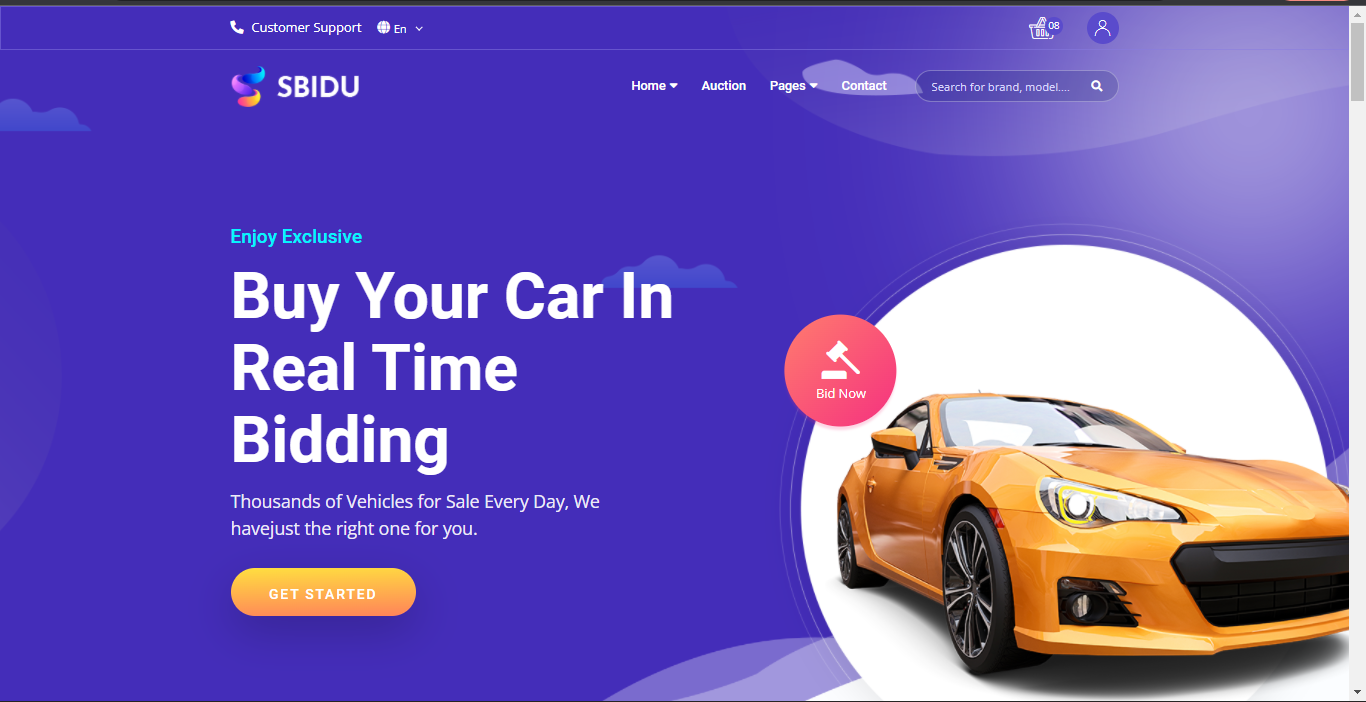 Customer Support En 08
SBIDU Home Auction Pages Contact Search for brand, model....
Enjoy Exclusive
Buy Your Car In
Real Time
Bidding
Bid Now
Thousands of Vehicles for Sale Every Day, We
havejust the right one for you.
GET STARTED